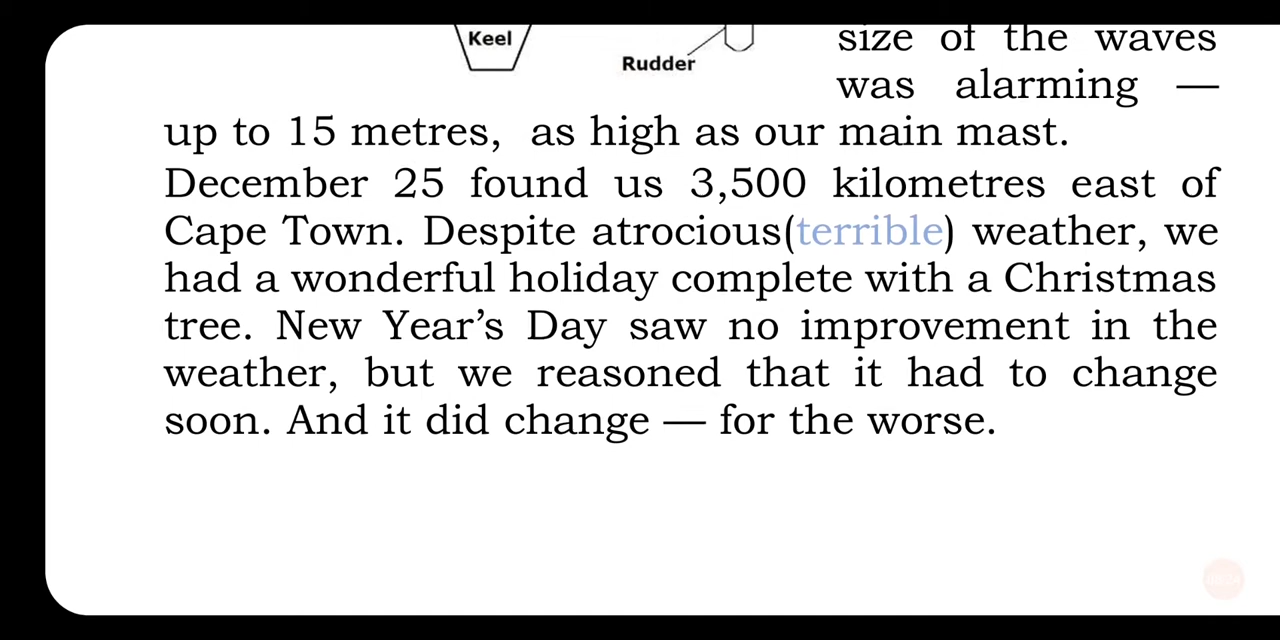 Keel
Rudder
size of the waves
was alarming —
up to 15 metres, as high as our main mast.
December 25 found us 3,500 kilometres east of
Cape Town. Despite atrocious(terrible) weather, we
had a wonderful holiday complete with a Christmas
tree. New Year’s Day saw no improvement in the
weather, but we reasoned that it had to change
soon. And it did change — for the worse.